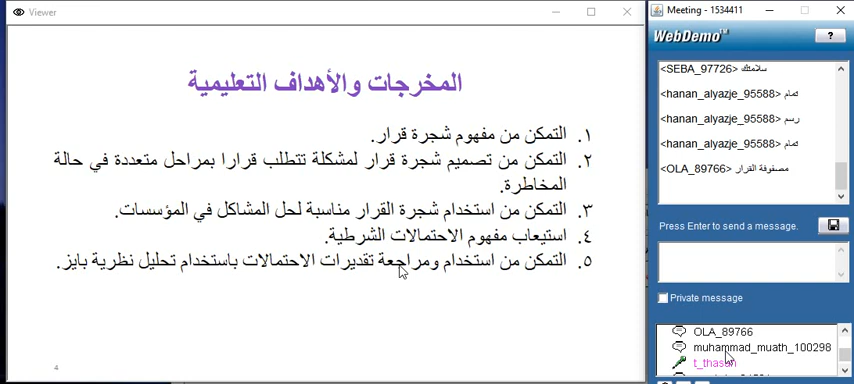 Viewer
المخرجات والأهداف التعليمية
١. التمكن من مفهوم شجرة قرار.
٢. التمكن من تصميم شجرة قرار لمشكلة تتطلب قرارا بمراحل متعددة في حالة
المخاطرة.
٣. التمكن من استخدام شجرة القرار مناسبة لحل المشاكل في المؤسسات.
٤. استيعاب مفهوم الاحتمالات الشرطية.
٥. التمكن من استخدام ومراجعة تقديرات الاحتمالات باستخدام تحليل نظرية بايز.
4
Meeting - 1534411
WebDemo™
?
<SEBA_97726> سلامتك
<hanan_alyazje_95588> تمام
<hanan_alyazje_95588> رسم
<hanan_alyazje_95588> تمام
<OLA_89766> مصفوفة القرار
Press Enter to send a message.
Private message
OLA_89766
muhammad_muath_100298